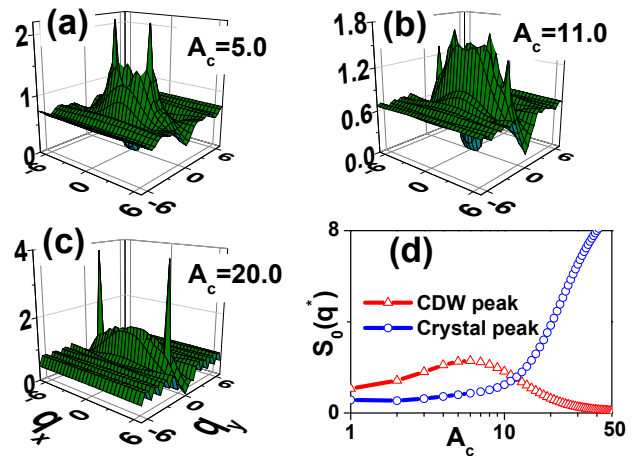 (a)
A_c=5.0
2
1
0
-6
0
6
6
0
-6
(b)
A_c=11.0
1.8
1.2
0.6
0.0
-6
0
6
6
0
-6
(c)
A_c=20.0
4
2
0
-6
0
6
6
0
-6
q_x
q_y
(d)
8
0
S_0(q^*)
CDW peak
Crystal peak
1
10
50
A_c